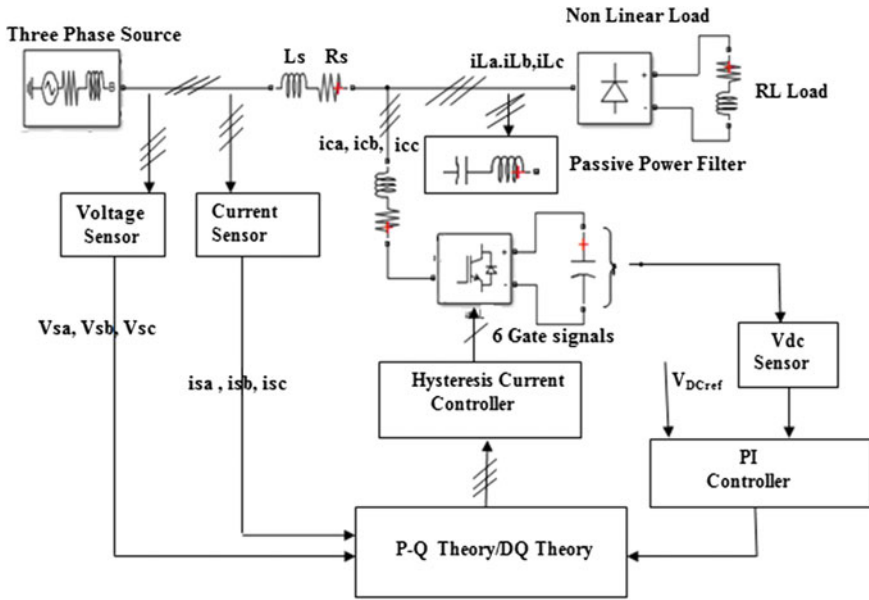 Three Phase Source
Ls Rs
iLa.iLb,iLc
Non Linear Load
RL Load
ica, icb, icc
Passive Power Filter
Voltage
Sensor
Current
Sensor
Vsa, Vsb, Vsc
isa , isb, isc
6 Gate signals
Hysteresis Current
Controller
Vdc
Sensor
VDCref
PI
Controller
P-Q Theory/DQ Theory